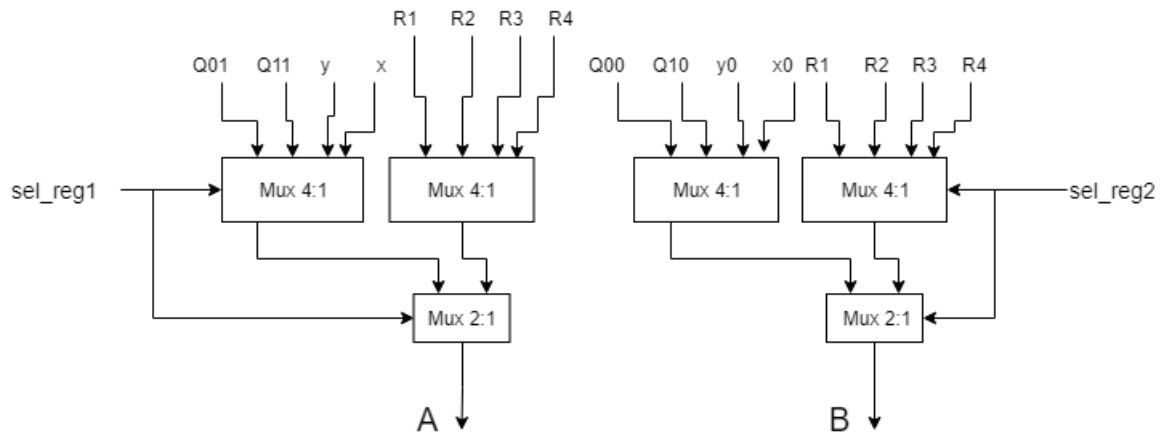 R1 R2 R3 R4
Q01 Q11 y x Q00 Q10 y0 x0 R1 R2 R3 R4
sel_reg1 Mux 4:1 Mux 4:1 Mux 4:1 Mux 4:1 sel_reg2
Mux 2:1 Mux 2:1
A B